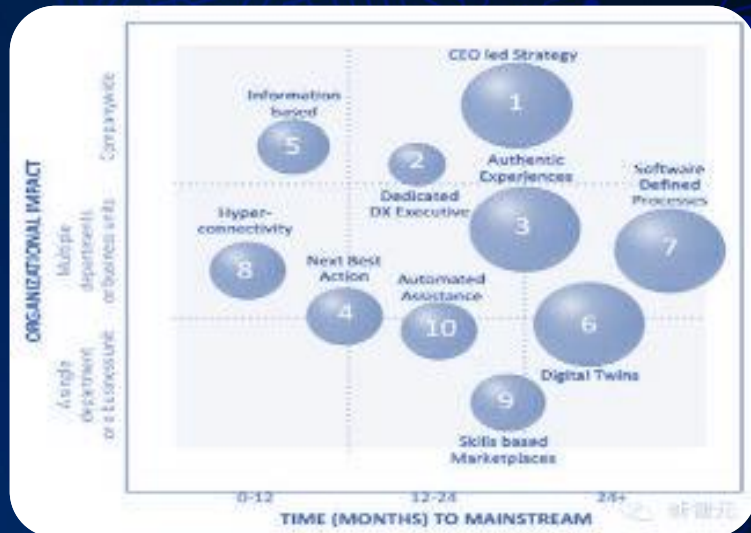 CEO led Strategy
1
Information
based
5
2
Dedicated
DX Executive
Authentic
Experiences
3
Software
Defined
Processes
7
Hyper-
connectivity
8
Next Best
Action
4
Automated
Assistance
10
6
Digital Twins
9
Skills based
Marketplaces
ORGANIZATIONAL IMPACT
Companywide
Multiple
departments
or business units
A single
department
or a business unit
0-12
12-24
24+
TIME (MONTHS) TO MAINSTREAM